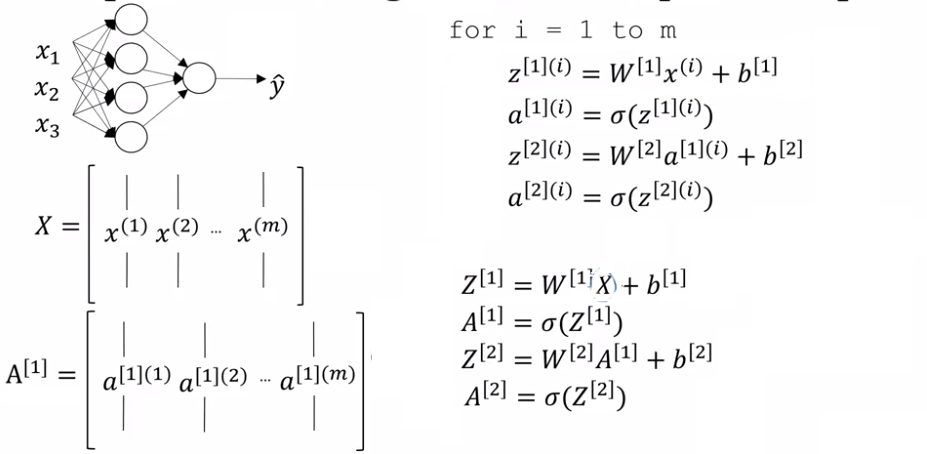 x₁
x₂
x₃
ŷ
X = [x⁽¹⁾ x⁽²⁾ ... x⁽ᵐ⁾]
A^[1] = [a^[1](1) a^[1](2) ... a^[1](m)]
for i = 1 to m
z^[1](i) = W^[1]x^(i) + b^[1]
a^[1](i) = σ(z^[1](i))
z^[2](i) = W^[2]a^[1](i) + b^[2]
a^[2](i) = σ(z^[2](i))
Z^[1] = W^[1]X + b^[1]
A^[1] = σ(Z^[1])
Z^[2] = W^[2]A^[1] + b^[2]
A^[2] = σ(Z^[2])